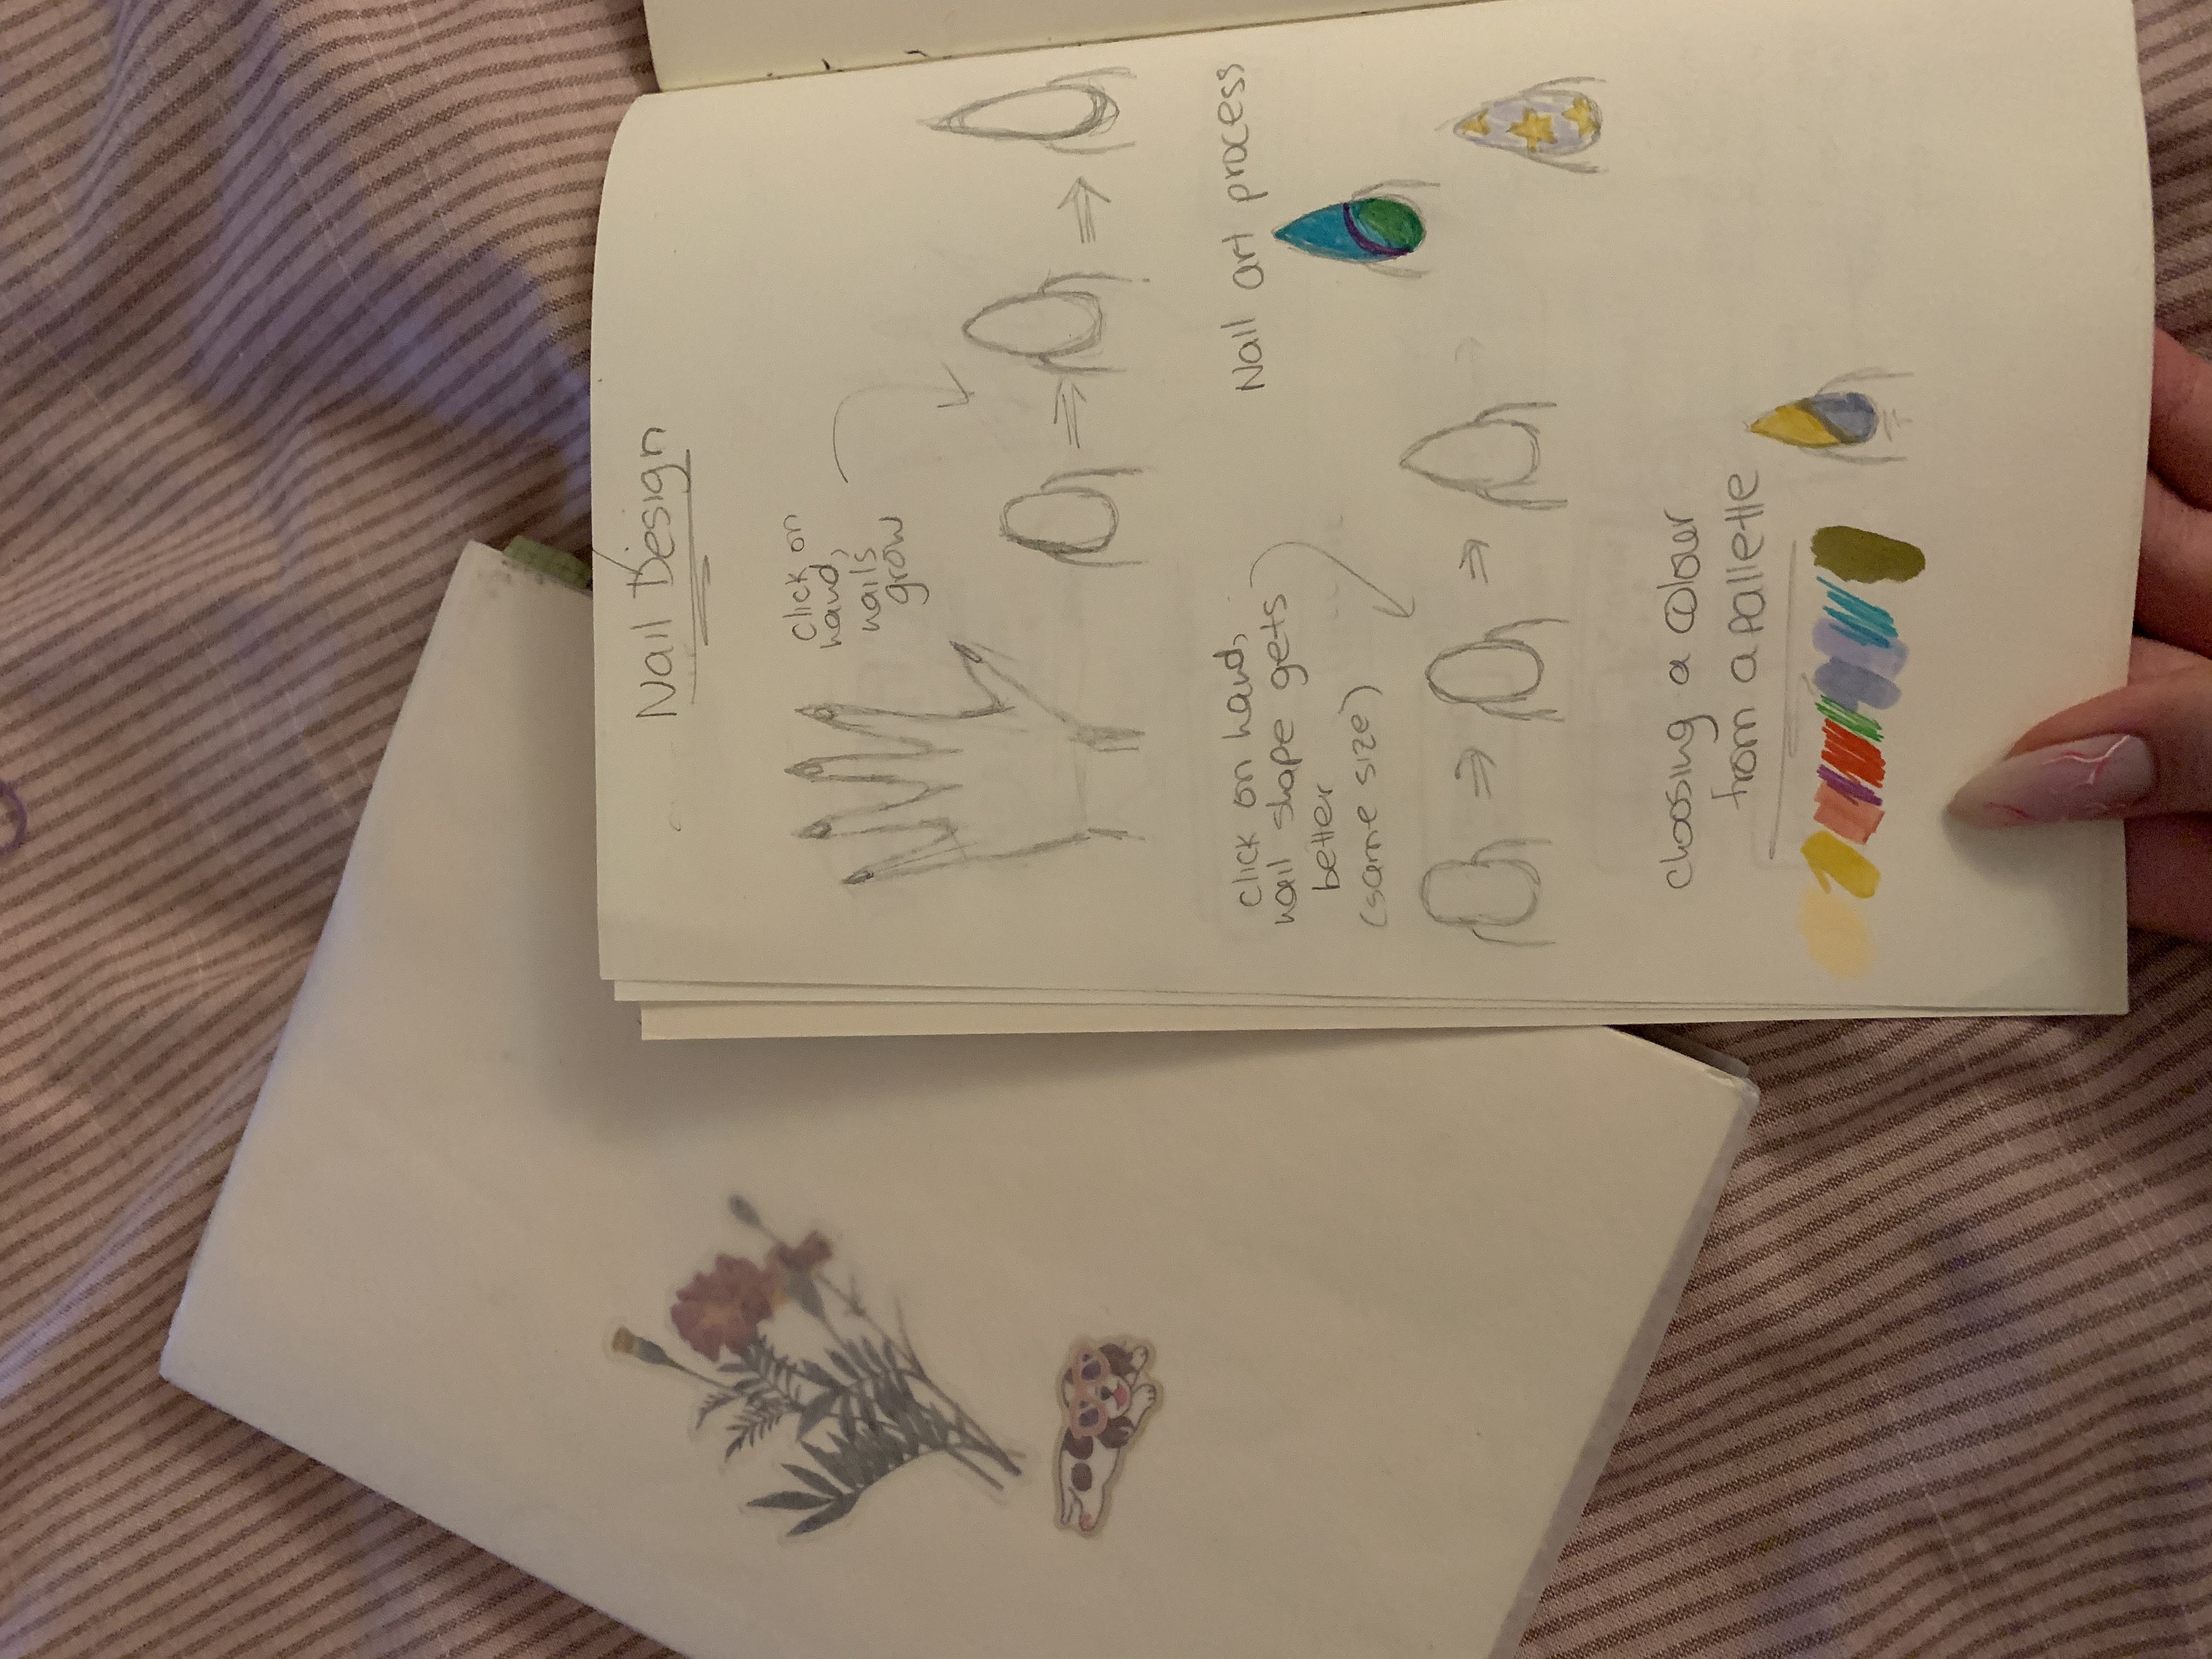 Nail Design
click on
hand,
nails
grow
click on hand,
nail shape gets
better
(same size)
Nail art process
choosing a colour
from a pallette